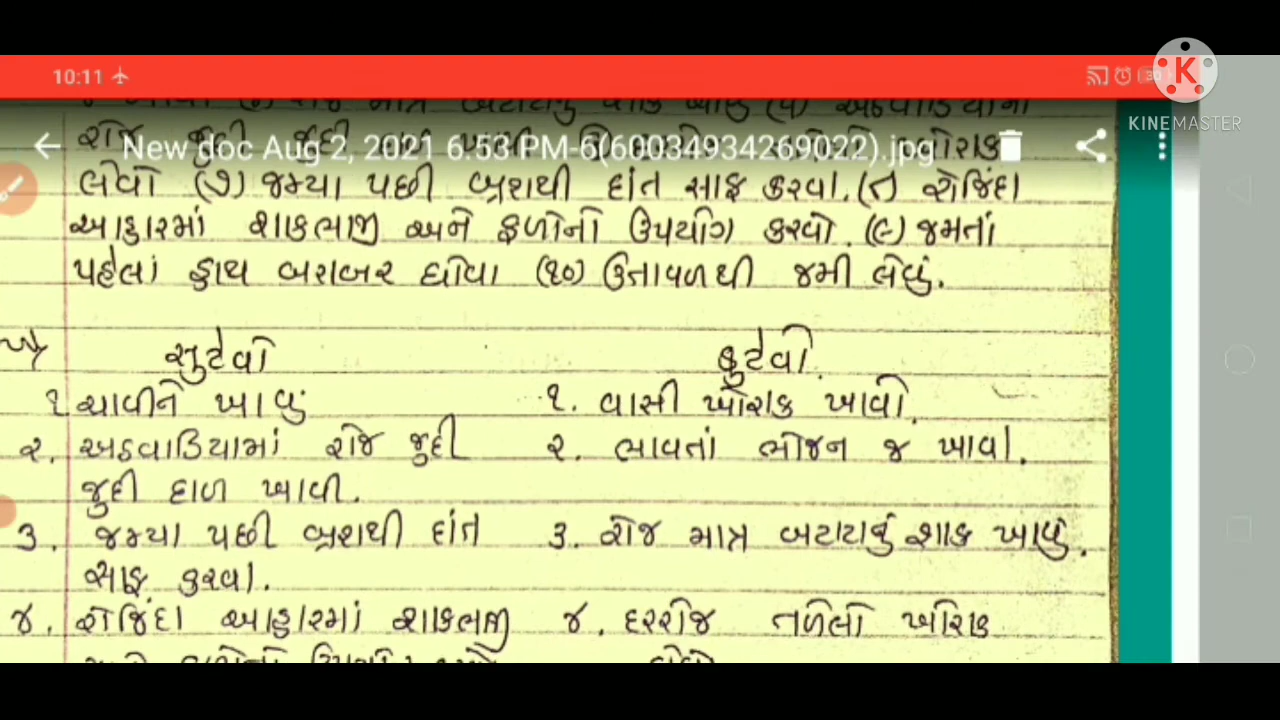 10:11
30
KINEMASTER
New doc Aug 2, 2021 6:53 PM-6(60034934269022).jpg
રોજ જુદી જુદી
લેવો (૭) જમ્યા પછી બ્રશથી દાંત સાફ કરવા. (૮) રોજિંદા
આહારમાં શાકભાજી અને ફળોનો ઉપયોગ કરવો. (૯) જમતાં
પહેલાં હાથ બરાબર ધોવા (૧૦) ઉતાવળથી જમી લેવું.
સુટેવો કુટેવો.
૧ ચાવીને ખાવું ૧. વાસી ખોરાક ખાવો.
૨. અઠવાડિયામાં રોજ જુદી ૨. ભાવતાં ભોજન જ ખાવા.
જુદી દાળ ખાવી.
૩. જમ્યા પછી બ્રશથી દાંત ૩. રોજ માત્ર બટાટાનું શાક ખાવું.
સાફ કરવા.
૪. રોજિંદા આહારમાં શાકભાજી ૪. દરરોજ તળેલો ખોરાક